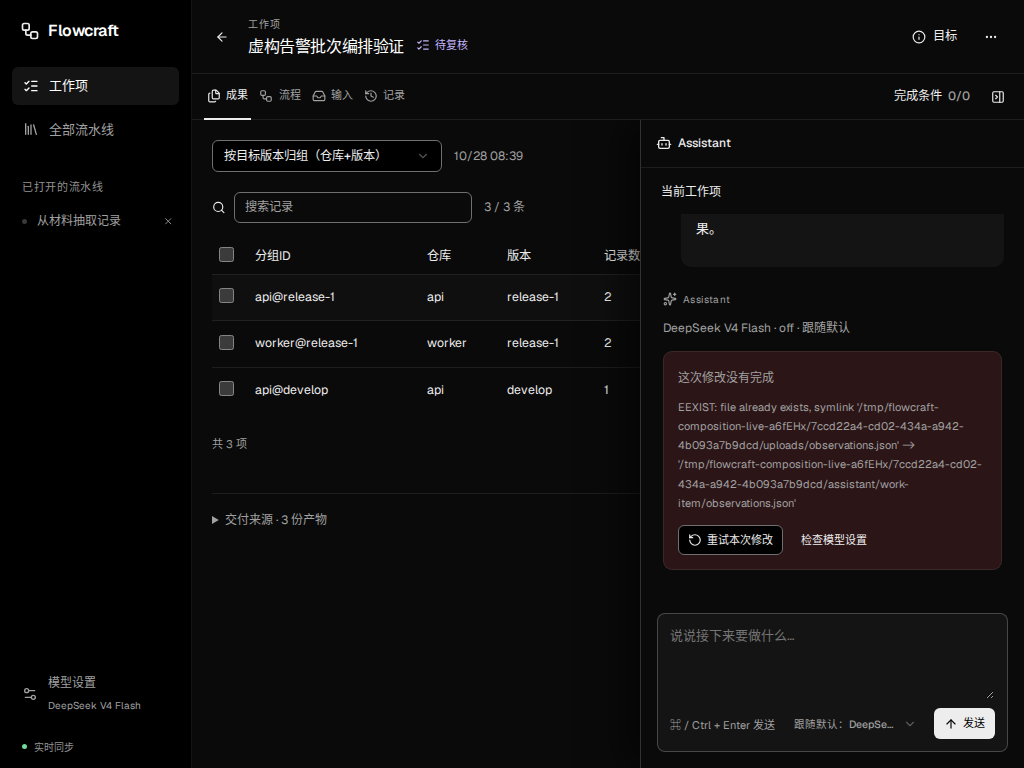 Flowcraft
工作项
全部流水线
已打开的流水线
从材料抽取记录
模型设置
DeepSeek V4 Flash
实时同步
工作项
虚构告警批次编排验证
待复核
目标
成果
流程
输入
记录
完成条件 0/0
按目标版本归组（仓库+版本）
10/28 08:39
搜索记录
3 / 3 条
分组ID 仓库 版本 记录数
api@release-1 api release-1 2
worker@release-1 worker release-1 2
api@develop api develop 1
共 3 项
交付来源 · 3 份产物
Assistant
当前工作项
果。
Assistant
DeepSeek V4 Flash · off · 跟随默认
这次修改没有完成
EEXIST: file already exists, symlink '/tmp/flowcraft-
composition-live-a6fEHx/7ccd22a4-cd02-434a-a942-
4b093a7b9dcd/uploads/observations.json' ->
'/tmp/flowcraft-composition-live-a6fEHx/7ccd22a4-cd02-
434a-a942-4b093a7b9dcd/assistant/work-
item/observations.json'
重试本次修改
检查模型设置
说说接下来要做什么…
⌘ / Ctrl + Enter 发送
跟随默认：DeepSe…
发送